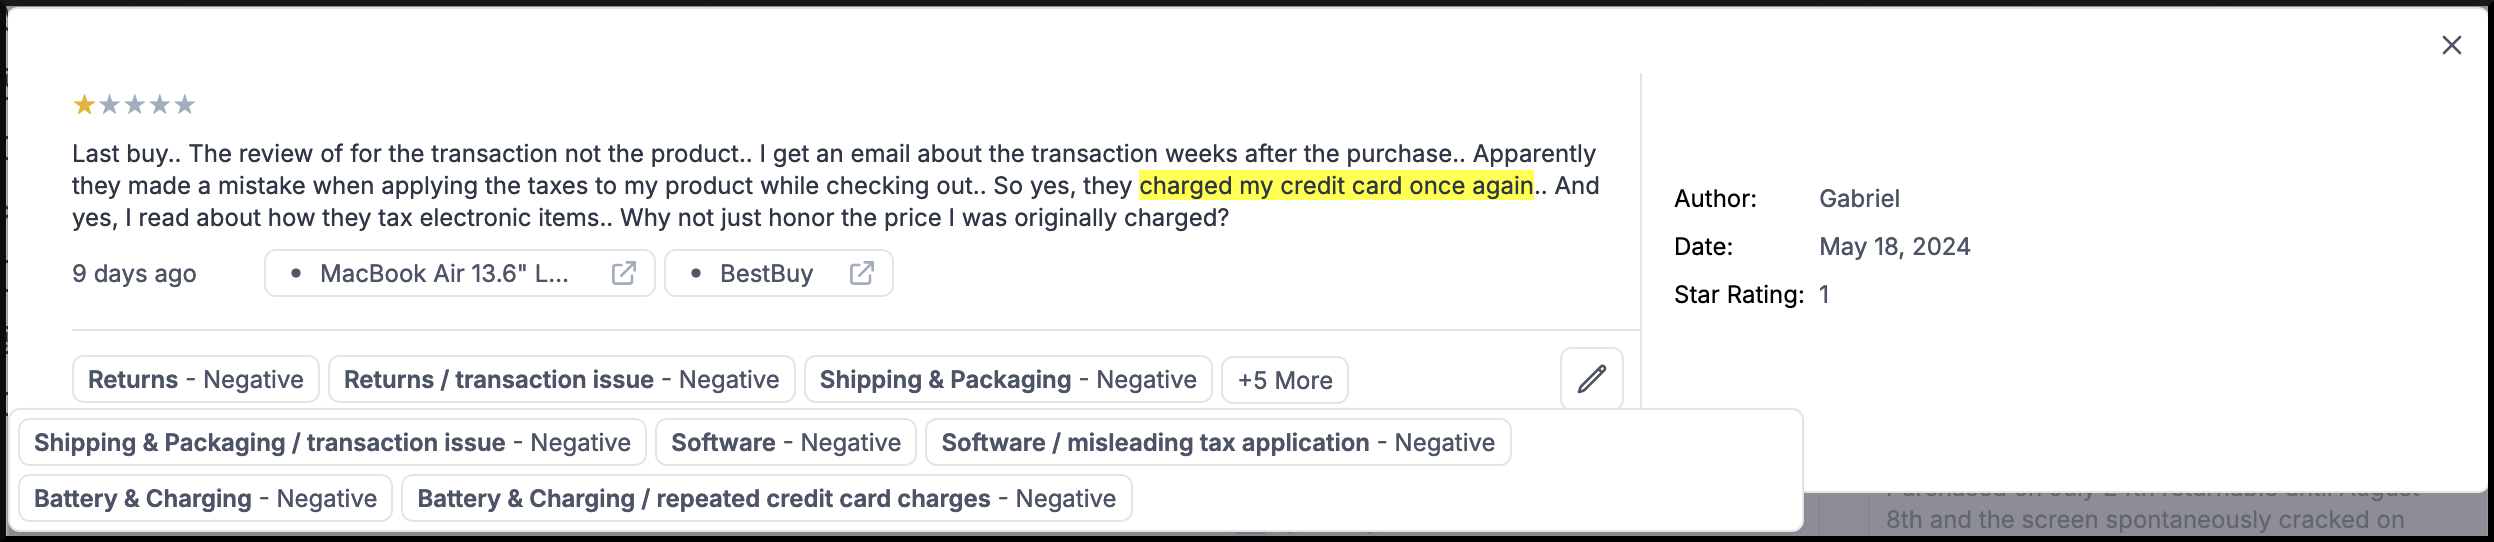 Last buy.. The review of for the transaction not the product.. I get an email about the transaction weeks after the purchase.. Apparently
they made a mistake when applying the taxes to my product while checking out.. So yes, they charged my credit card once again.. And
yes, I read about how they tax electronic items.. Why not just honor the price I was originally charged?
9 days ago • MacBook Air 13.6" L... • BestBuy
Author: Gabriel
Date: May 18, 2024
Star Rating: 1
Returns - Negative Returns / transaction issue - Negative Shipping & Packaging - Negative +5 More
Shipping & Packaging / transaction issue - Negative Software - Negative Software / misleading tax application - Negative
Battery & Charging - Negative Battery & Charging / repeated credit card charges - Negative
8th and the screen spontaneously cracked on